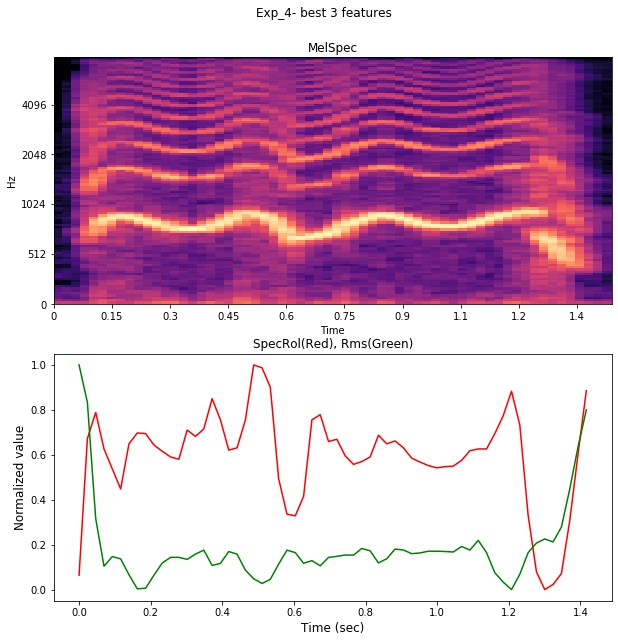 Exp_4- best 3 features
MelSpec
4096
2048
1024
512
0
Hz
0 0.15 0.3 0.45 0.6 0.75 0.9 1.1 1.2 1.4
Time
SpecRol(Red), Rms(Green)
1.0
0.8
0.6
0.4
0.2
0.0
Normalized value
0.0 0.2 0.4 0.6 0.8 1.0 1.2 1.4
Time (sec)